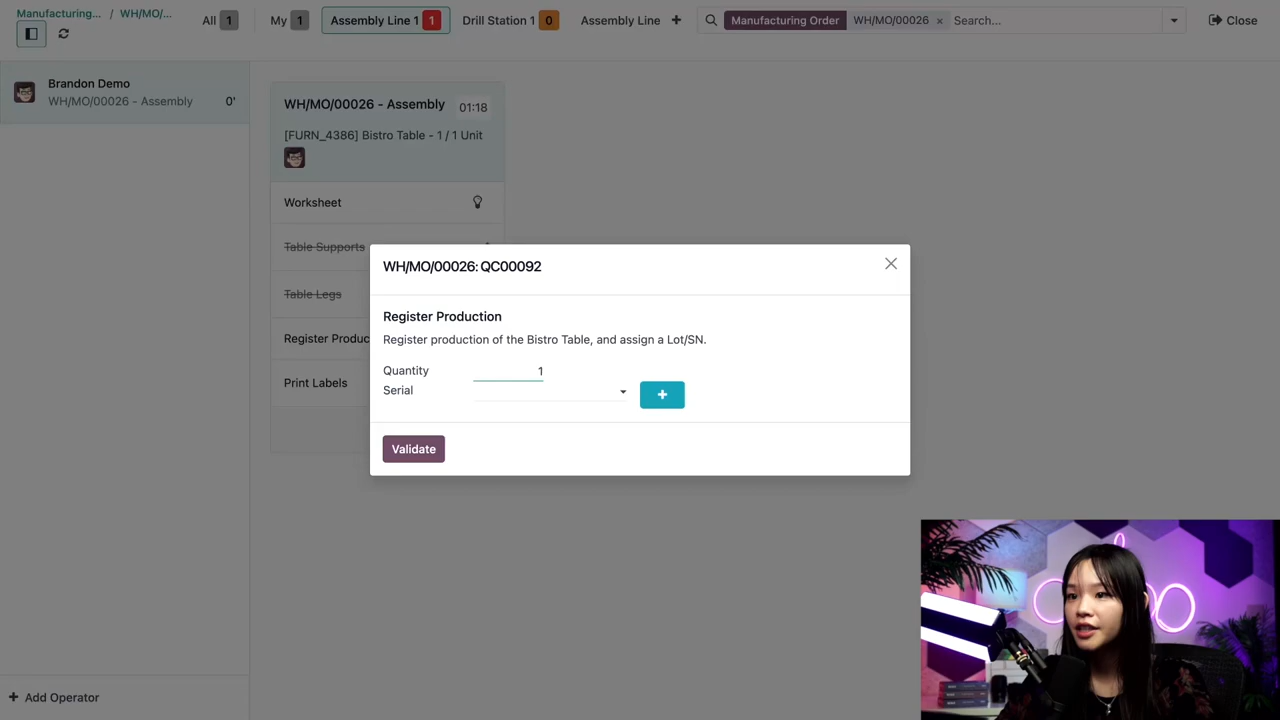 Manufacturing... / WH/MO/...
All 1 My 1 Assembly Line 1 1 Drill Station 1 0 Assembly Line + Manufacturing Order WH/MO/00026 × Search... Close
Brandon Demo
WH/MO/00026 - Assembly 0'
WH/MO/00026 - Assembly 01:18
[FURN_4386] Bistro Table - 1 / 1 Unit
Worksheet
Table Supports
Table Legs
Register Produc
Print Labels
WH/MO/00026: QC00092
Register Production
Register production of the Bistro Table, and assign a Lot/SN.
Quantity 1
Serial
+
Validate
+ Add Operator